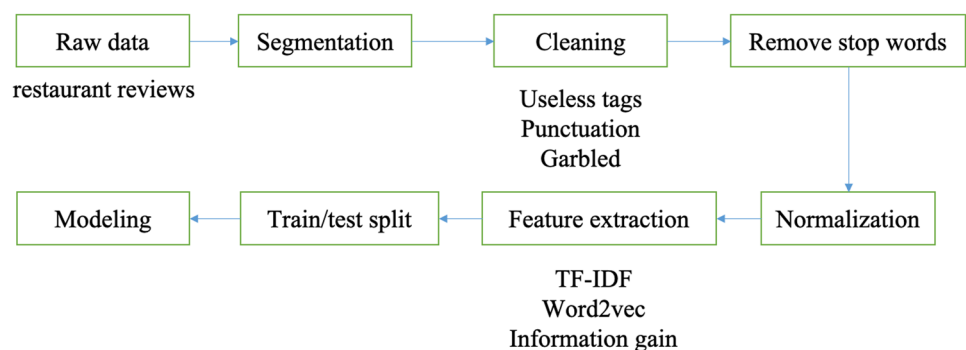 Raw data
Segmentation
Cleaning
Remove stop words
restaurant reviews
Useless tags
Punctuation
Garbled
Normalization
Feature extraction
Train/test split
Modeling
TF-IDF
Word2vec
Information gain